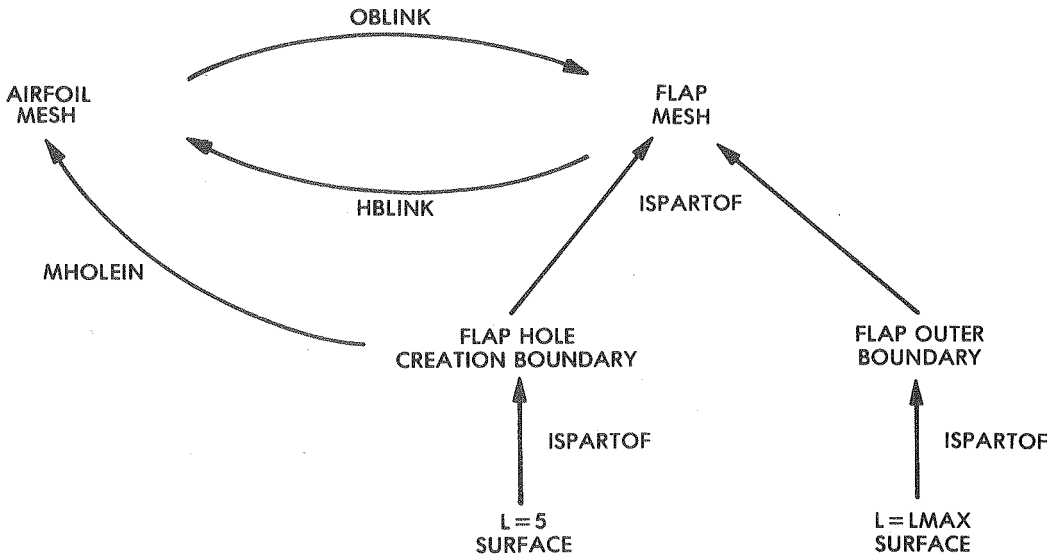 OBLINK
AIRFOIL
MESH
FLAP
MESH
HBLINK
ISPARTOF
MHOLEIN
FLAP HOLE
CREATION BOUNDARY
FLAP OUTER
BOUNDARY
ISPARTOF
ISPARTOF
L=5
SURFACE
L=LMAX
SURFACE